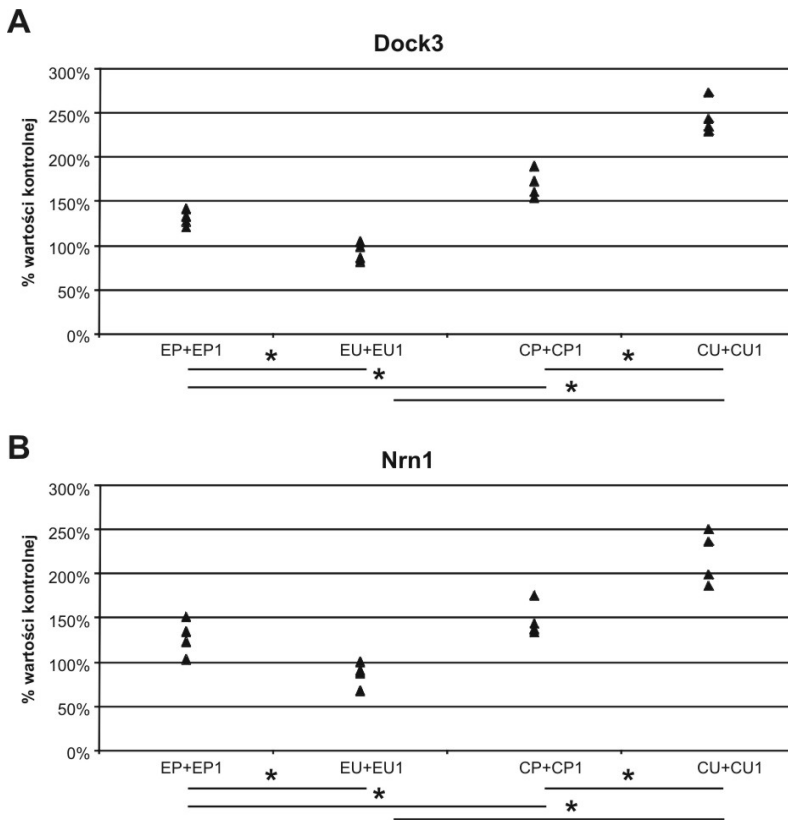 A
Dock3
% wartości kontrolnej
300%
250%
200%
150%
100%
50%
0%
EP+EP1 EU+EU1 CP+CP1 CU+CU1
* * * *
B
Nrn1
% wartości kontrolnej
300%
250%
200%
150%
100%
50%
0%
EP+EP1 EU+EU1 CP+CP1 CU+CU1
* * * *